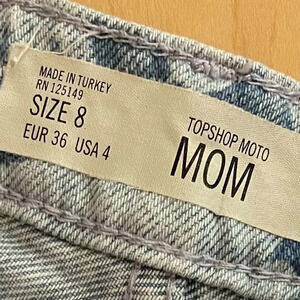 MADE IN TURKEY
RN 125149
SIZE 8
EUR 36 USA 4
TOPSHOP MOTO
MOM